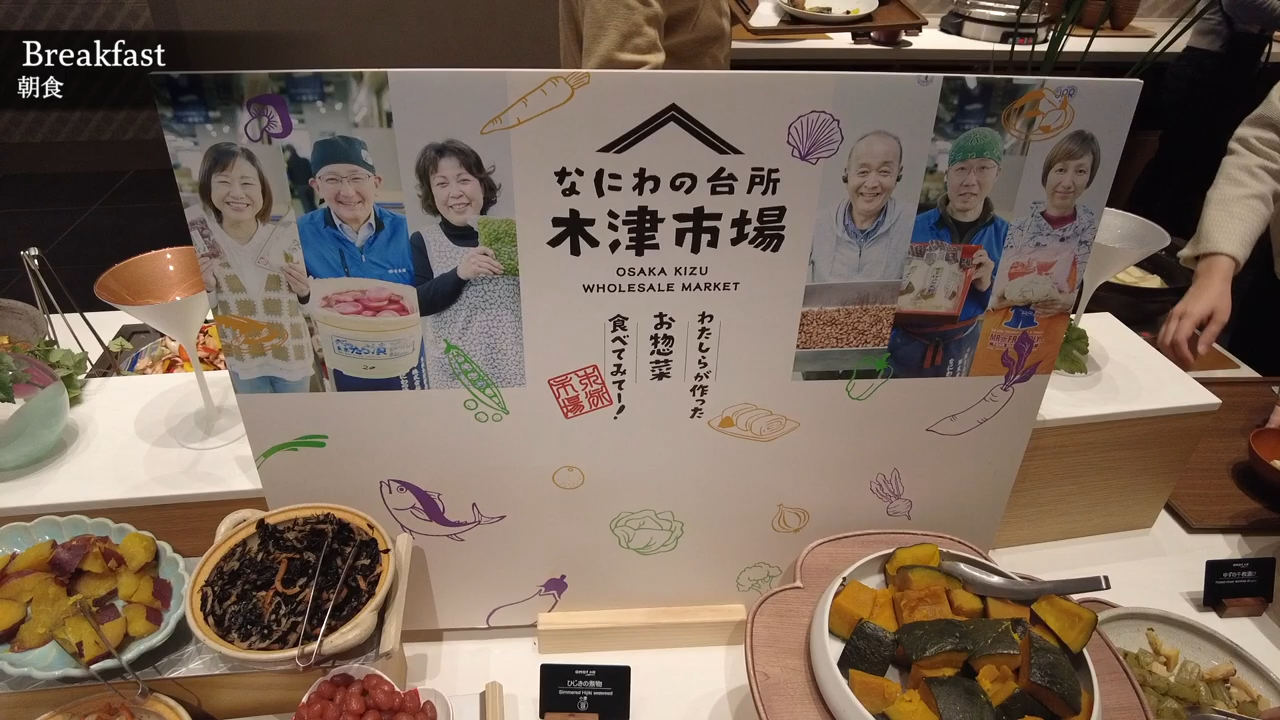 Breakfast
朝食
なにわの台所
木津市場
OSAKA KIZU
WHOLESALE MARKET
わたしらが作った
お惣菜
食べてみてー!
木津
市場
ひじきの煮物
Simmered Hijiki seaweed